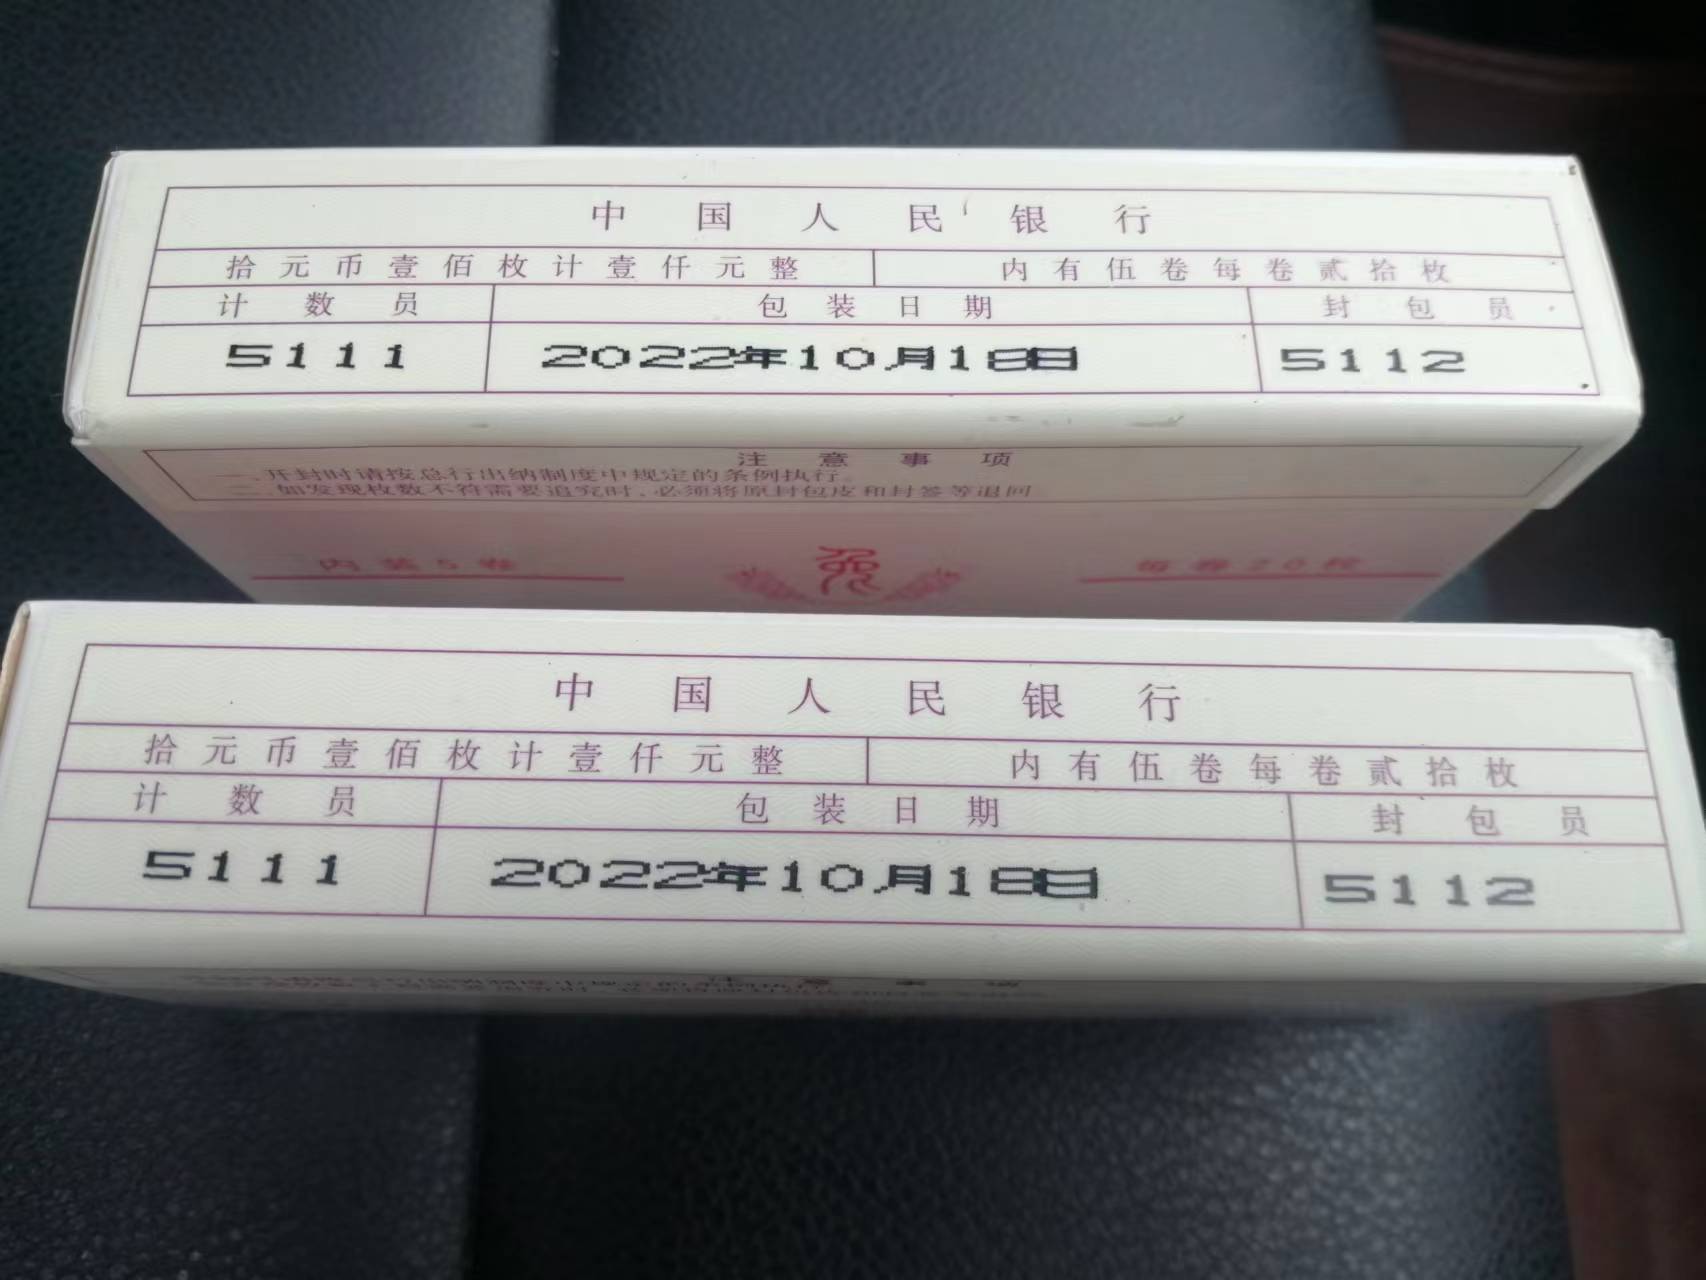 中国人民银行
拾元币壹佰枚计壹仟元整 内有伍卷每卷贰拾枚
计数员 包装日期 封包员
5111 2022年10月18日 5112
注意事项
一、开封时请按总行出纳制度中规定的条例执行。
二、如发现枚数不符需要追究时，必须将原封包皮和封签等退回
内装5卷 每卷20枚
中国人民银行
拾元币壹佰枚计壹仟元整 内有伍卷每卷贰拾枚
计数员 包装日期 封包员
5111 2022年10月18日 5112
注意事项